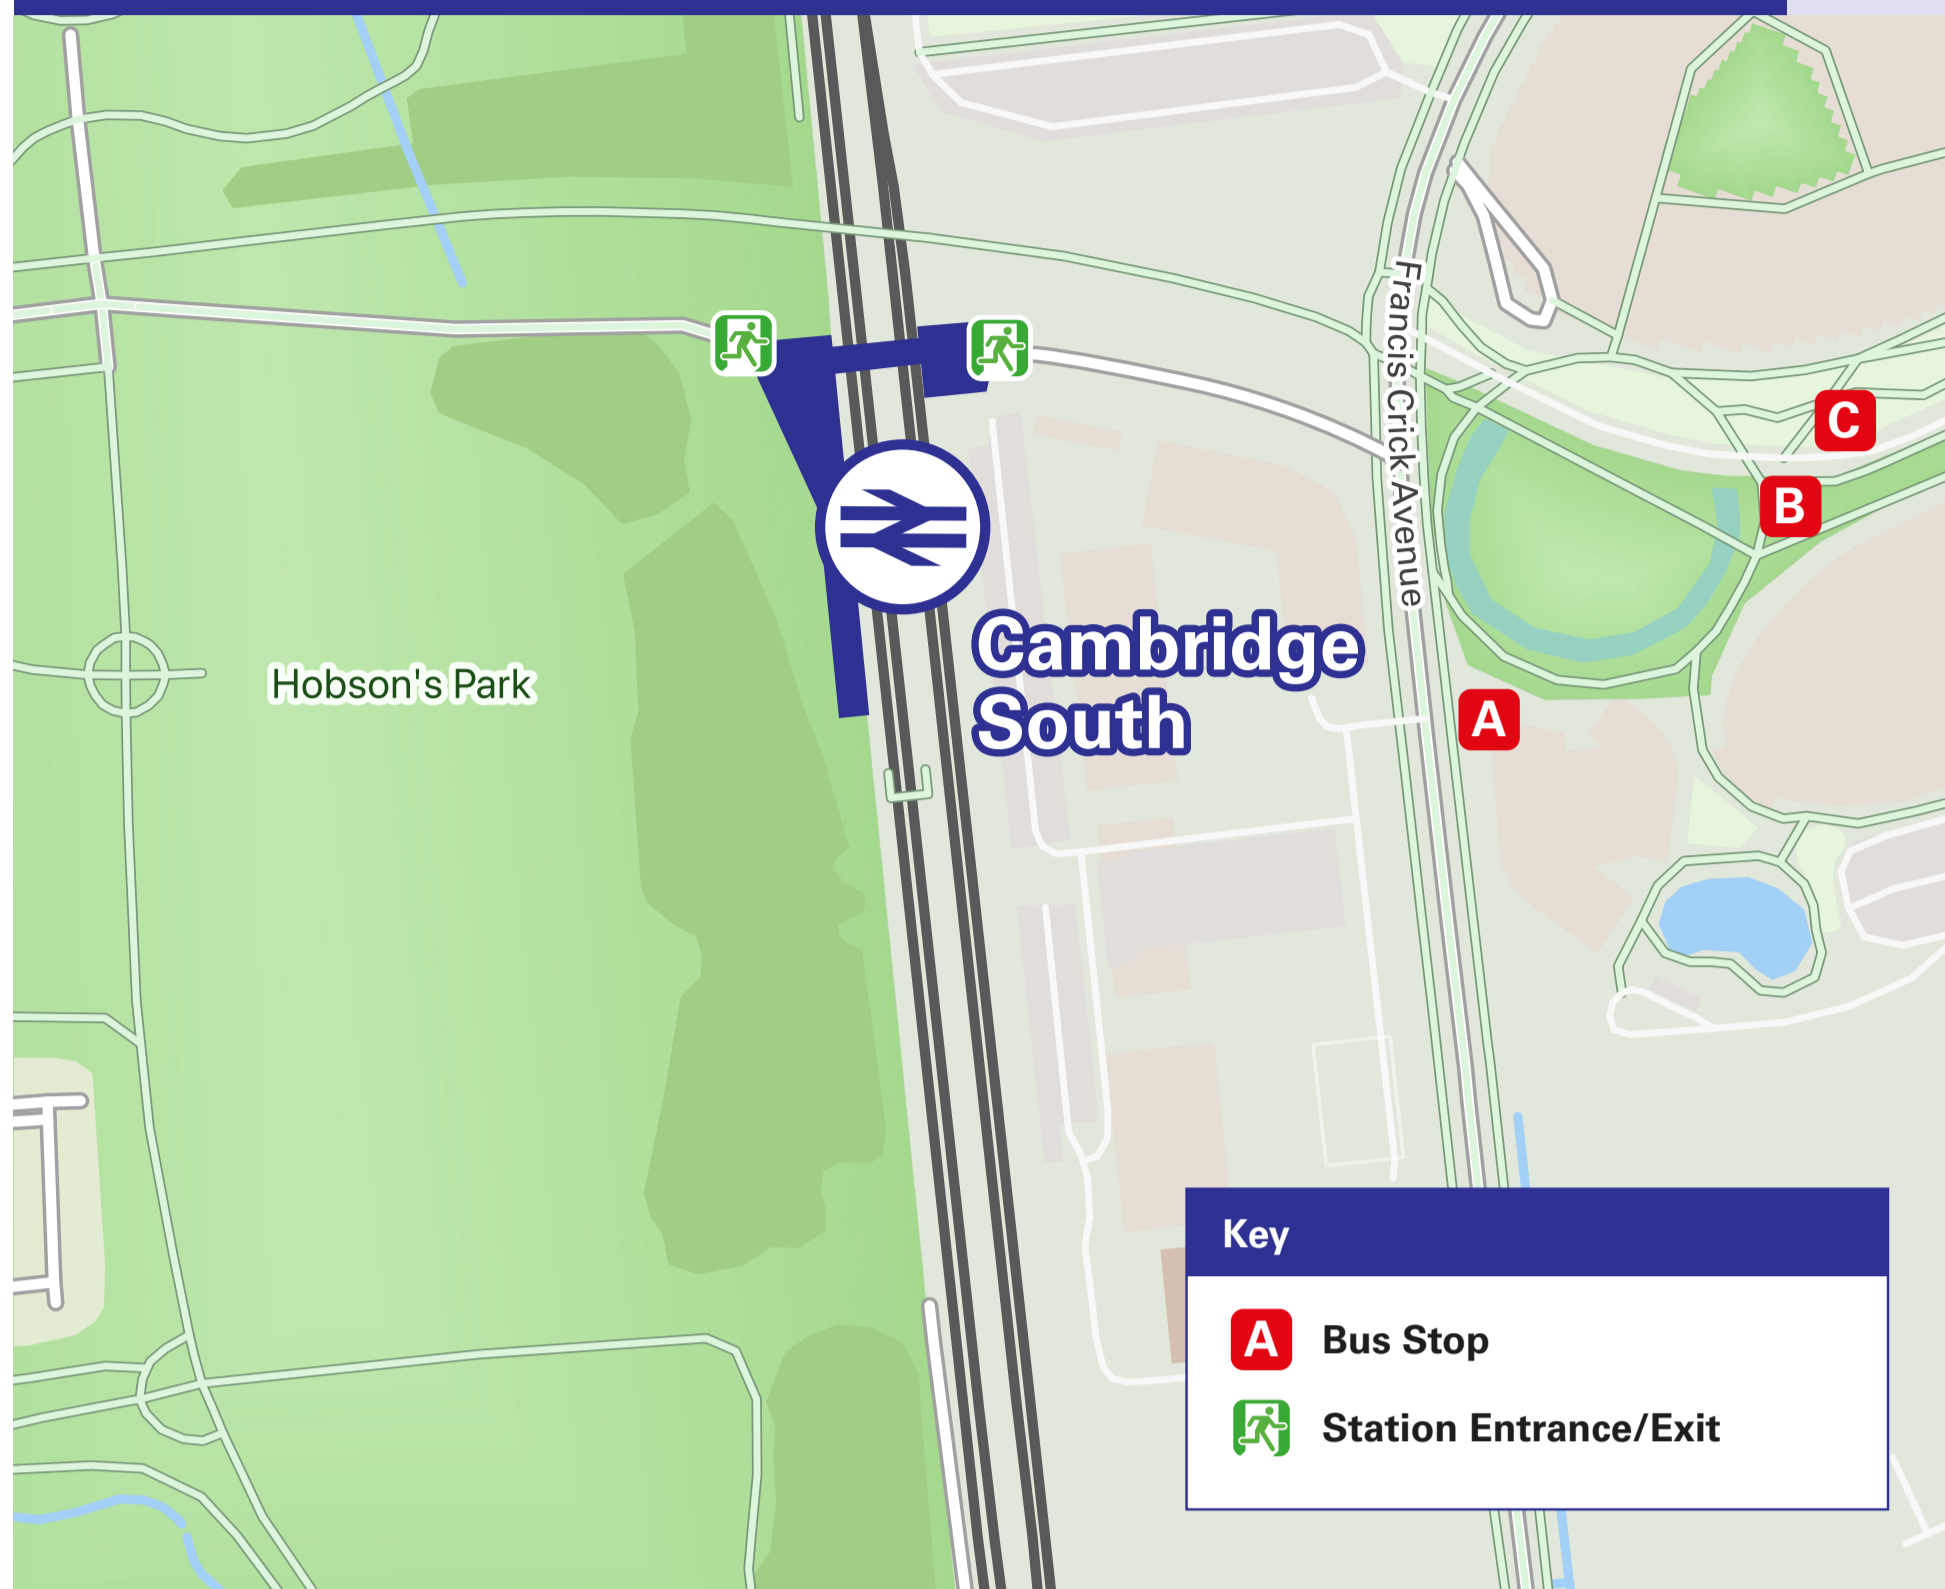 Francis Crick Avenue
C
B
Cambridge
South
Hobson's Park
A
Key
A Bus Stop
Station Entrance/Exit